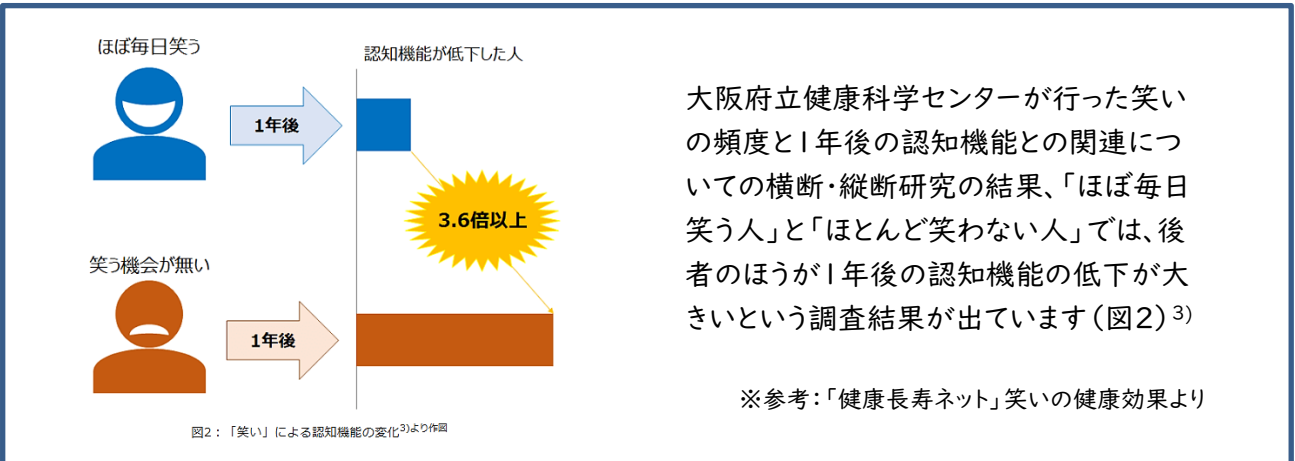 ほぼ毎日笑う
認知機能が低下した人
1年後
3.6倍以上
笑う機会が無い
1年後
図2:「笑い」による認知機能の変化3)より作図
大阪府立健康科学センターが行った笑い
の頻度と1年後の認知機能との関連につ
いての横断・縦断研究の結果、「ほぼ毎日
笑う人」と「ほとんど笑わない人」では、後
者のほうが1年後の認知機能の低下が大
きいという調査結果が出ています(図2)3)
※参考:「健康長寿ネット」笑いの健康効果より